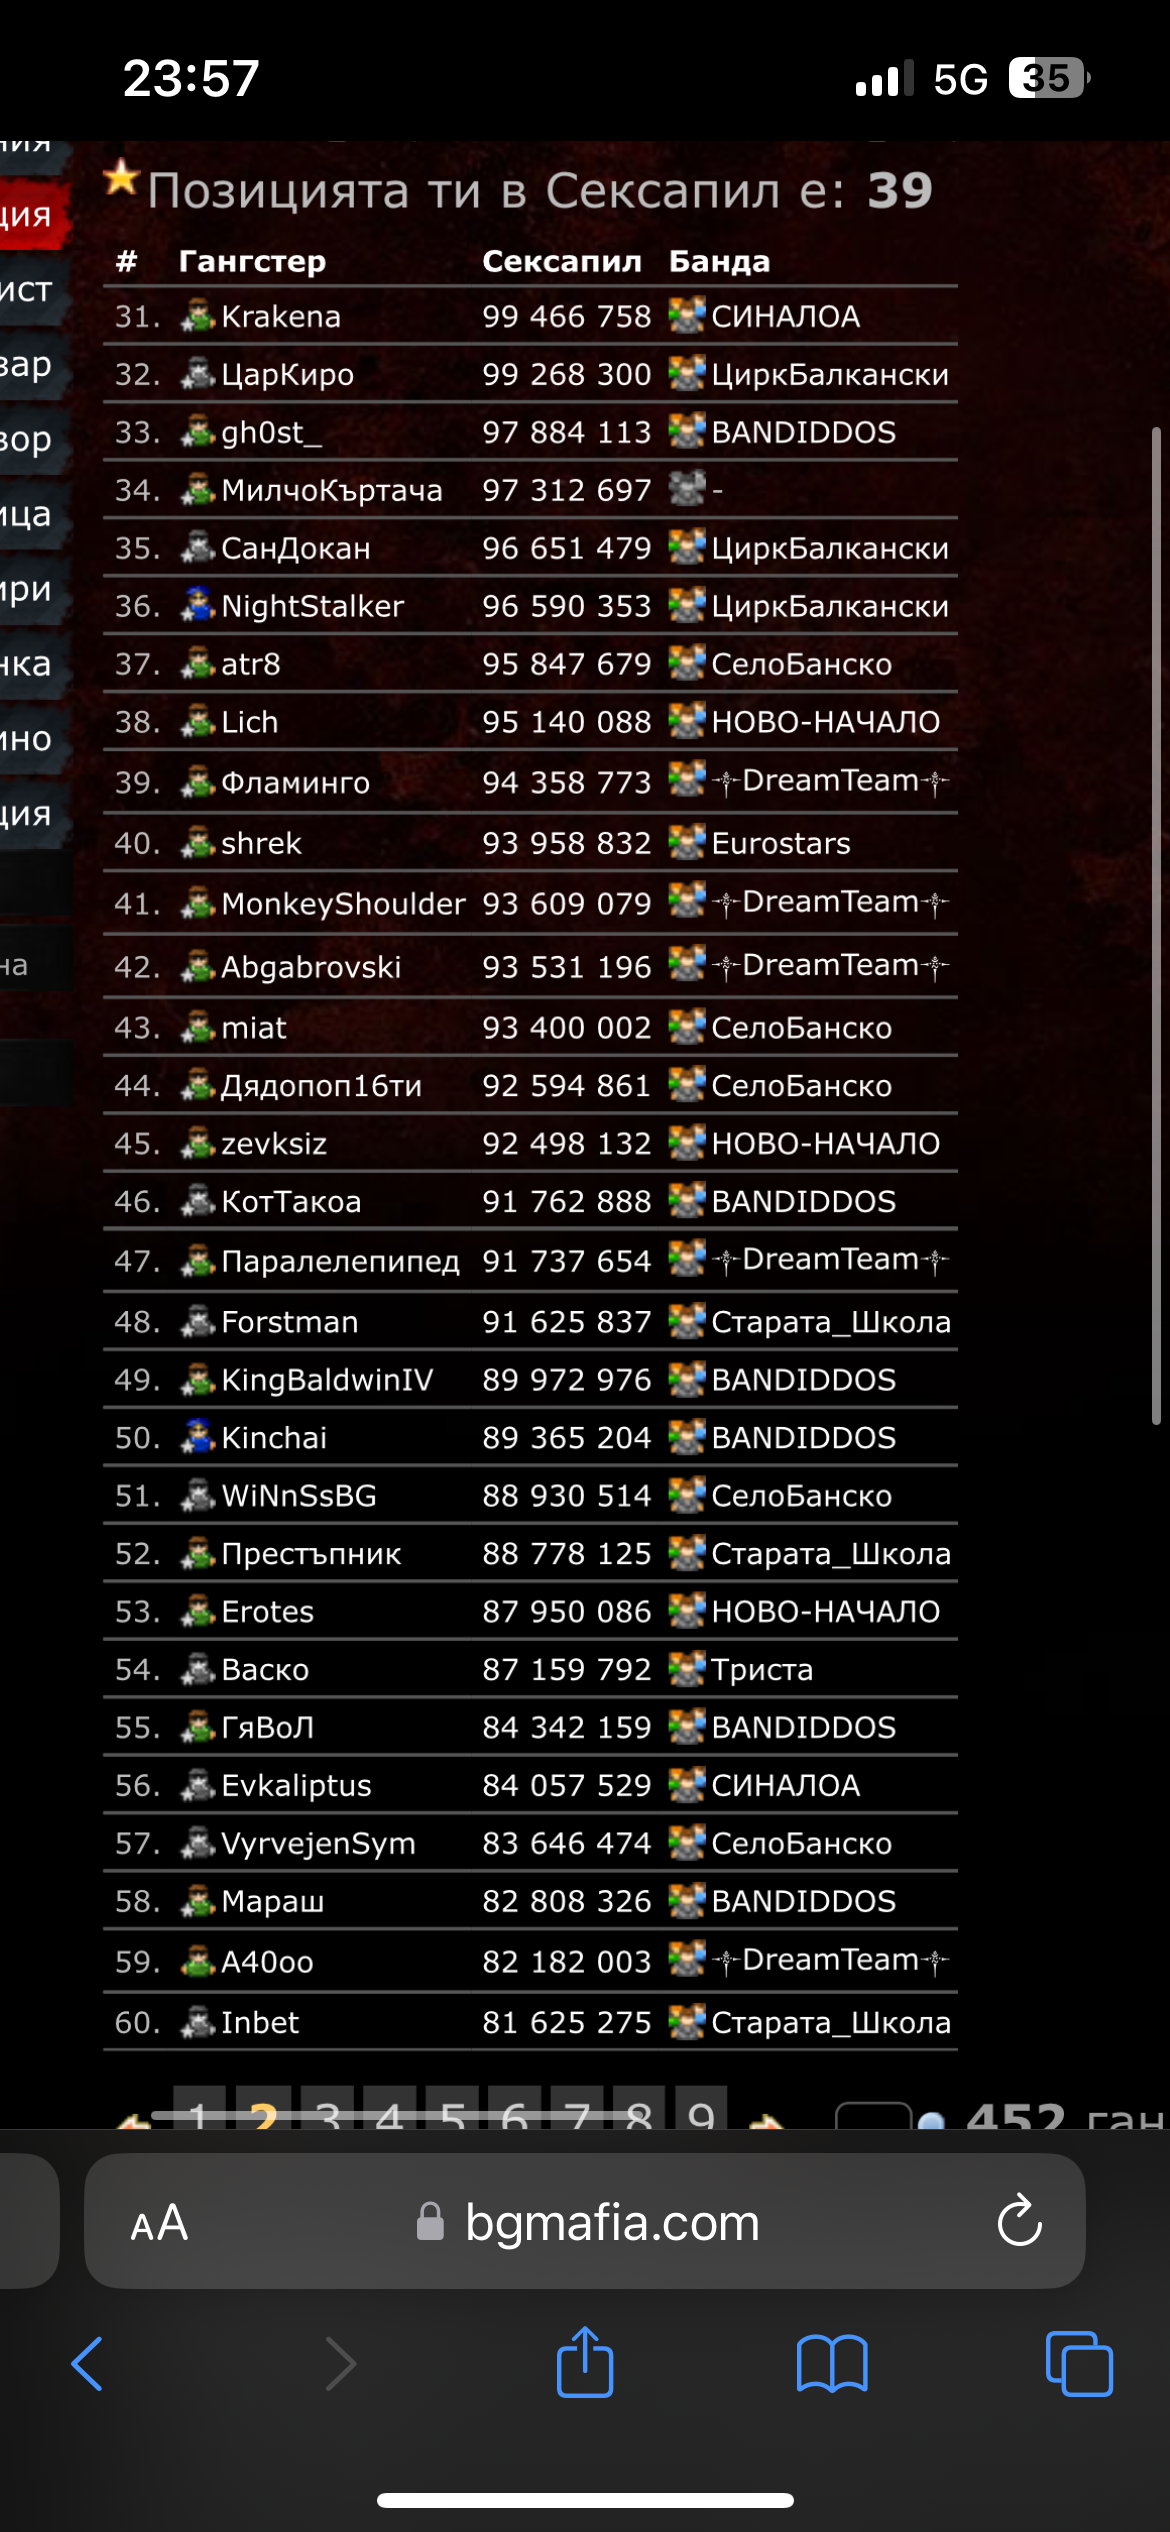 23:57 5G 35
ния
Позицията ти в Сексапил е: 39
ция
# Гангстер Сексапил Банда
ист
31. Krakena 99 466 758 СИНАЛОА
32. ЦарКиро 99 268 300 ЦиркБалкански
зар
33. gh0st_ 97 884 113 BANDIDDOS
зор
34. МилчоКъртача 97 312 697 -
ица
35. СанДокан 96 651 479 ЦиркБалкански
ири
36. NightStalker 96 590 353 ЦиркБалкански
37. atr8 95 847 679 СелоБанско
нка
38. Lich 95 140 088 НОВО-НАЧАЛО
ино
39. Фламинго 94 358 773 ⸸DreamTeam⸸
ция
40. shrek 93 958 832 Eurostars
41. MonkeyShoulder 93 609 079 ⸸DreamTeam⸸
42. Abgabrovski 93 531 196 ⸸DreamTeam⸸
на
43. miat 93 400 002 СелоБанско
44. Дядопоп16ти 92 594 861 СелоБанско
45. zevksiz 92 498 132 НОВО-НАЧАЛО
46. КотТакоа 91 762 888 BANDIDDOS
47. Паралелепипед 91 737 654 ⸸DreamTeam⸸
48. Forstman 91 625 837 Старата_Школа
49. KingBaldwinIV 89 972 976 BANDIDDOS
50. Kinchai 89 365 204 BANDIDDOS
51. WiNnSsBG 88 930 514 СелоБанско
52. Престъпник 88 778 125 Старата_Школа
53. Erotes 87 950 086 НОВО-НАЧАЛО
54. Васко 87 159 792 Триста
55. ГяВоЛ 84 342 159 BANDIDDOS
56. Evkaliptus 84 057 529 СИНАЛОА
57. VyrvejenSym 83 646 474 СелоБанско
58. Мараш 82 808 326 BANDIDDOS
59. A40oo 82 182 003 ⸸DreamTeam⸸
60. Inbet 81 625 275 Старата_Школа
1 2 3 4 5 6 7 8 9 452 ган
AA bgmafia.com